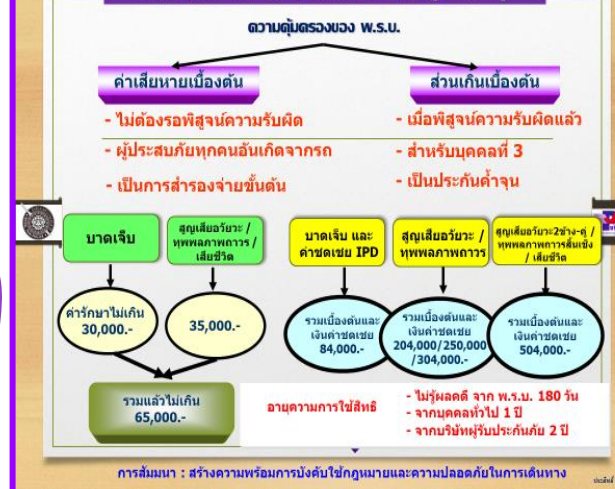 ความคุ้มครองของ พ.ร.บ.
ค่าเสียหายเบื้องต้น
ส่วนเกินเบื้องต้น
- ไม่ต้องรอพิสูจน์ความรับผิด
- ผู้ประสบภัยทุกคนอันเกิดจากรถ
- เป็นการสำรองจ่ายขั้นต้น
- เมื่อพิสูจน์ความรับผิดแล้ว
- สำหรับบุคคลที่ 3
- เป็นประกันค้ำจุน
บาดเจ็บ
สูญเสียอวัยวะ /
ทุพพลภาพถาวร /
เสียชีวิต
บาดเจ็บ และ
ค่าชดเชย IPD
สูญเสียอวัยวะ /
ทุพพลภาพถาวร
สูญเสียอวัยวะ2ข้าง-คู่ /
ทุพพลภาพถาวรสิ้นเชิง
/ เสียชีวิต
ค่ารักษาไม่เกิน
30,000.-
35,000.-
รวมเบื้องต้นและ
เงินค่าชดเชย
84,000.-
รวมเบื้องต้นและ
เงินค่าชดเชย
204,000/250,000
/304,000.-
รวมเบื้องต้นและ
เงินค่าชดเชย
504,000.-
รวมแล้วไม่เกิน
65,000.-
อายุความการใช้สิทธิ
- ไม่รู้ผลคดี จาก พ.ร.บ. 180 วัน
- จากบุคคลทั่วไป 1 ปี
- จากบริษัทผู้รับประกันภัย 2 ปี
การสัมมนา : สร้างความพร้อมการบังคับใช้กฎหมายและความปลอดภัยในการเดินทาง